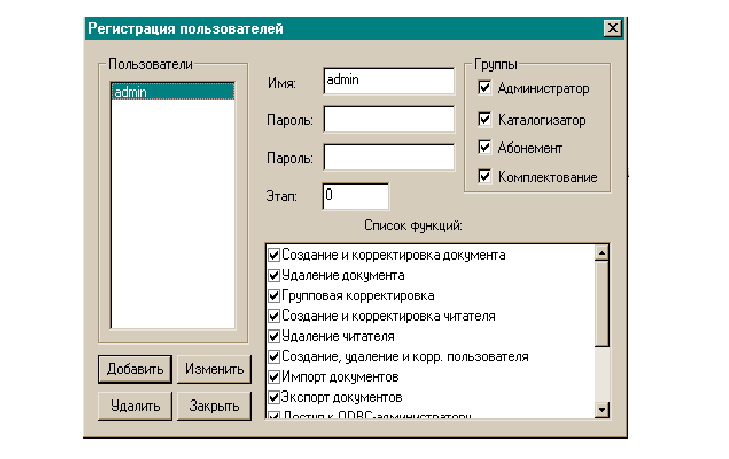 Регистрация пользователей
Пользователи
admin
Имя:
admin
Пароль:
Пароль:
Этап:
0
Группы
Администратор
Каталогизатор
Абонемент
Комплектование
Список функций:
Создание и корректировка документа
Удаление документа
Групповая корректировка
Создание и корректировка читателя
Удаление читателя
Создание, удаление и корр. пользователя
Импорт документов
Экспорт документов
Доступ к ODBC-администратору
Добавить
Изменить
Удалить
Закрыть